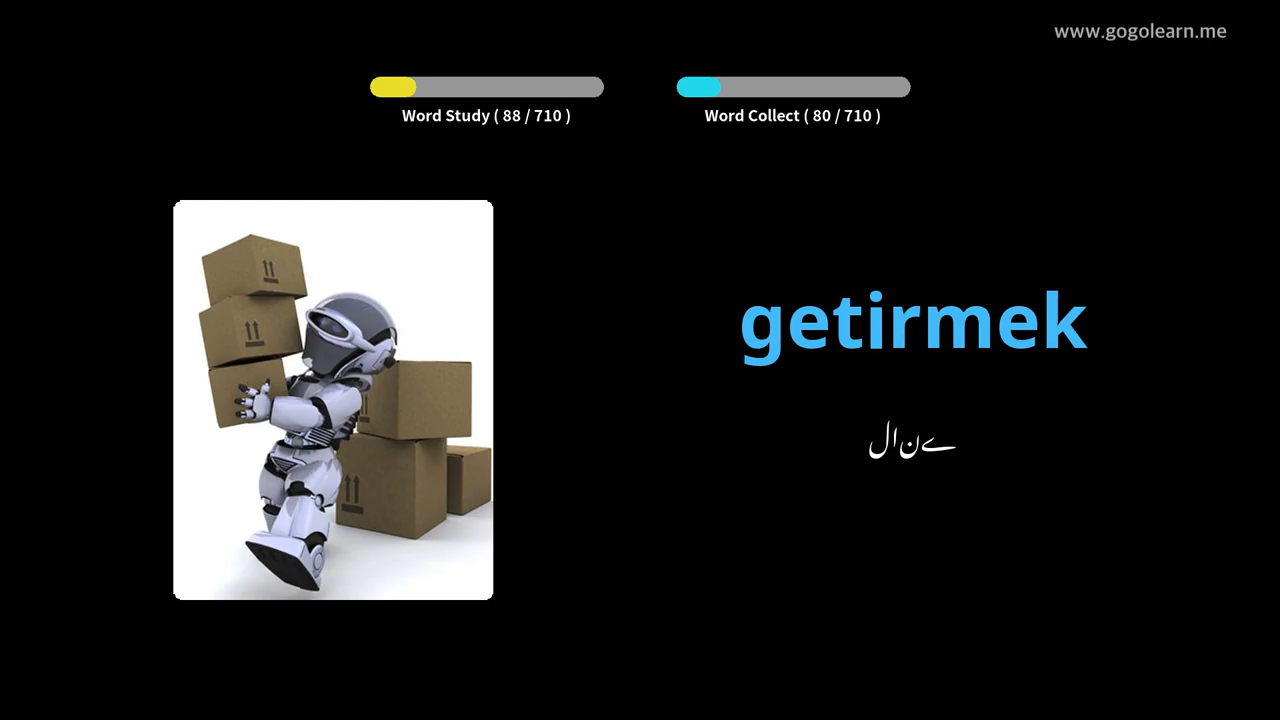 www.gogolearn.me
Word Study ( 88 / 710 )
Word Collect ( 80 / 710 )
getirmek
لانے